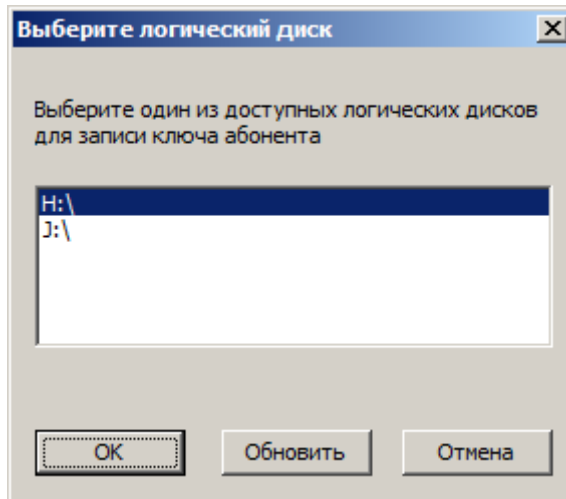 Выберите логический диск
Выберите один из доступных логических дисков
для записи ключа абонента
H:\
J:\
OK
Обновить
Отмена